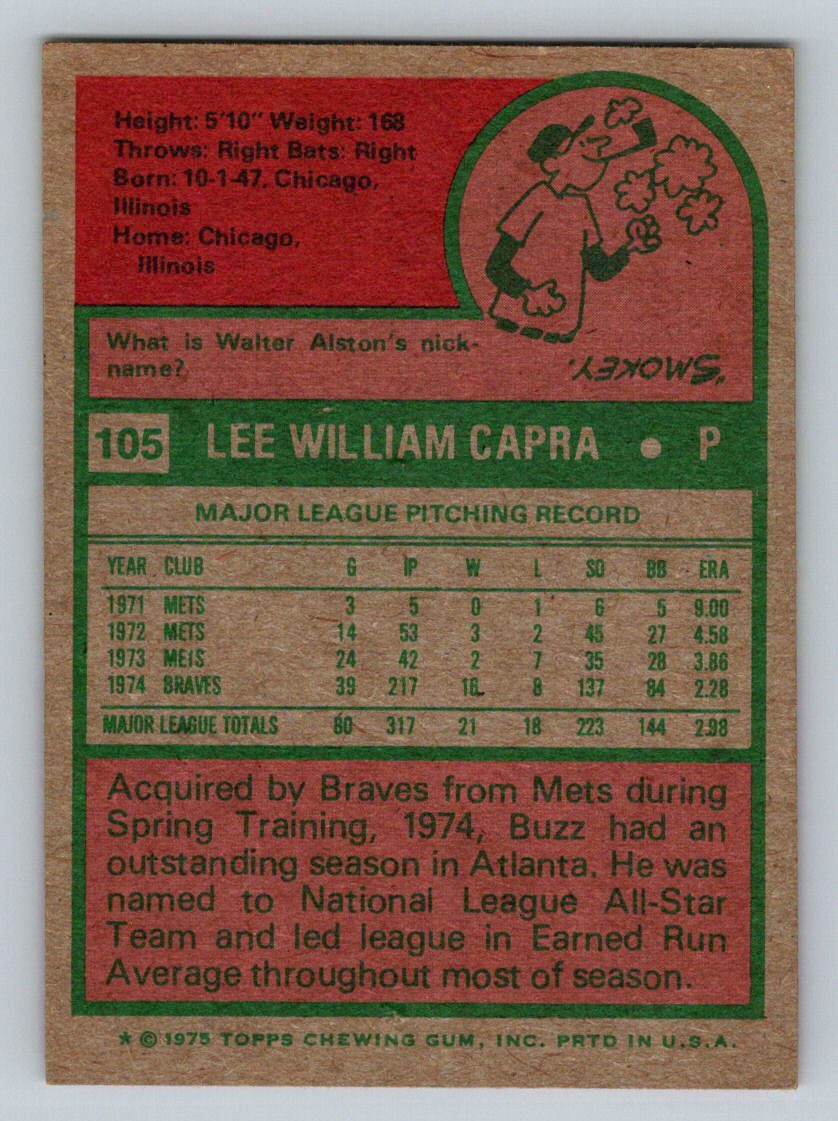 Height: 5'10" Weight: 168
Throws: Right Bats: Right
Born: 10-1-47, Chicago,
Illinois
Home: Chicago,
Illinois
What is Walter Alston's nick-
name?
"SMOKEY.
105 LEE WILLIAM CAPRA • P
MAJOR LEAGUE PITCHING RECORD
YEAR CLUB G IP W L SO BB ERA
1971 METS 3 5 0 1 6 5 9.00
1972 METS 14 53 3 2 45 27 4.58
1973 METS 24 42 2 7 35 28 3.86
1974 BRAVES 39 217 16 8 137 84 2.28
MAJOR LEAGUE TOTALS 80 317 21 18 223 144 2.98
Acquired by Braves from Mets during
Spring Training, 1974, Buzz had an
outstanding season in Atlanta. He was
named to National League All-Star
Team and led league in Earned Run
Average throughout most of season.
* © 1975 TOPPS CHEWING GUM, INC. PRTD IN U.S.A.